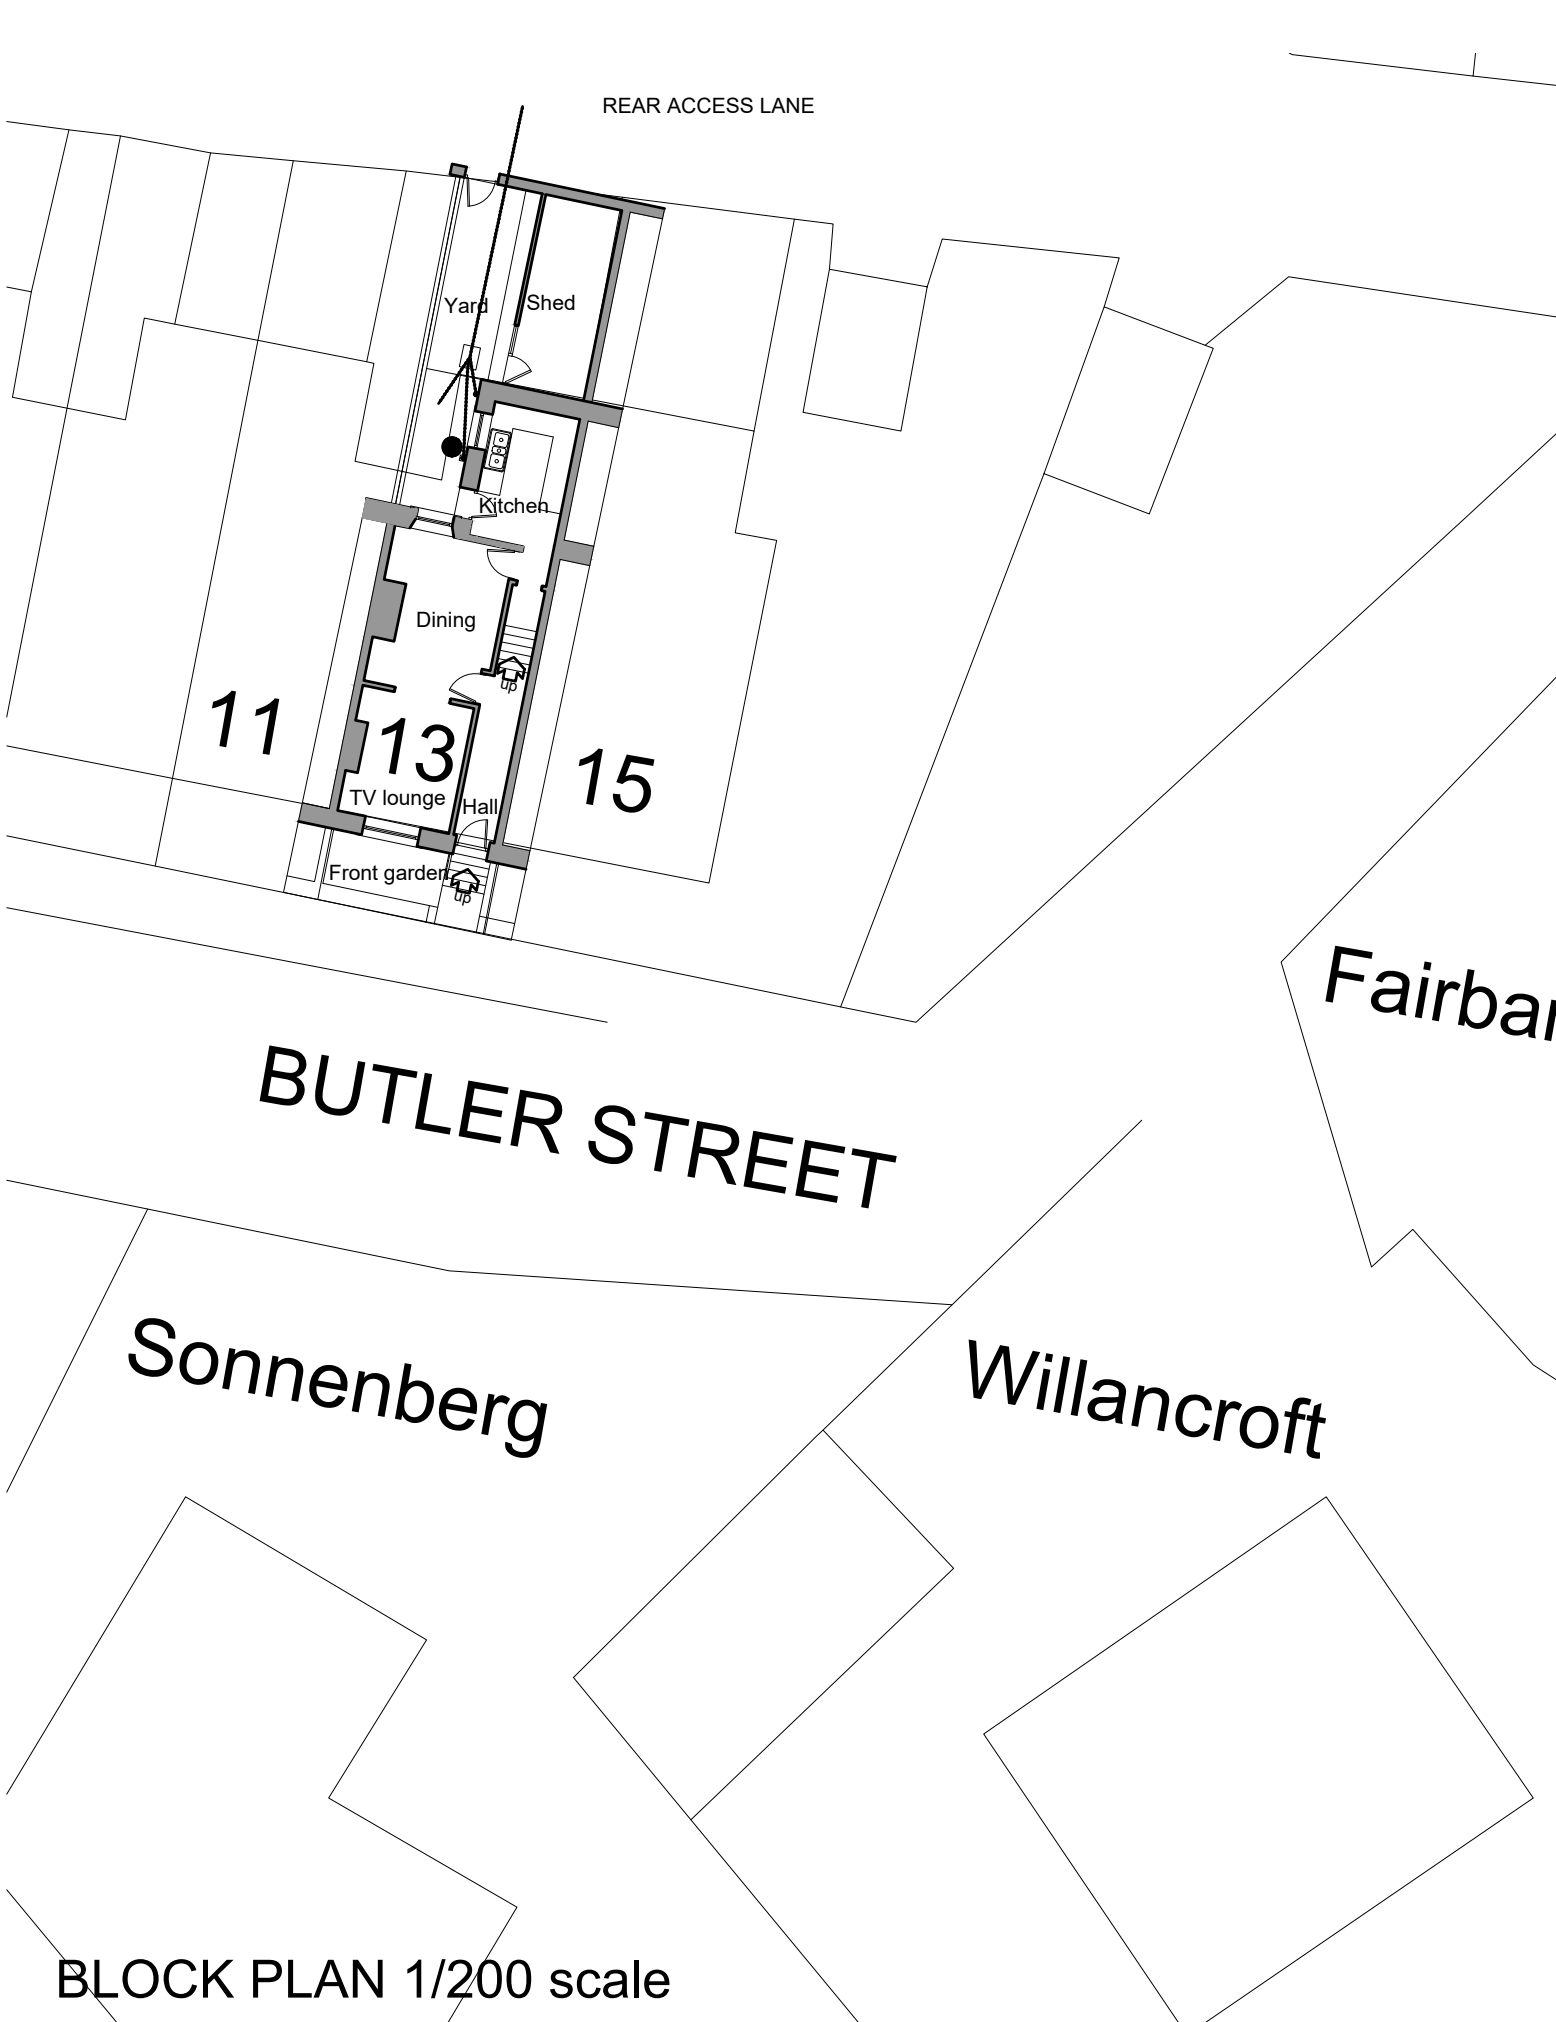 REAR ACCESS LANE
Yard
Shed
Kitchen
Dining
up
11
13
15
TV lounge
Hall
Front garden
up
Fairbar
BUTLER STREET
Sonnenberg
Willancroft
BLOCK PLAN 1/200 scale